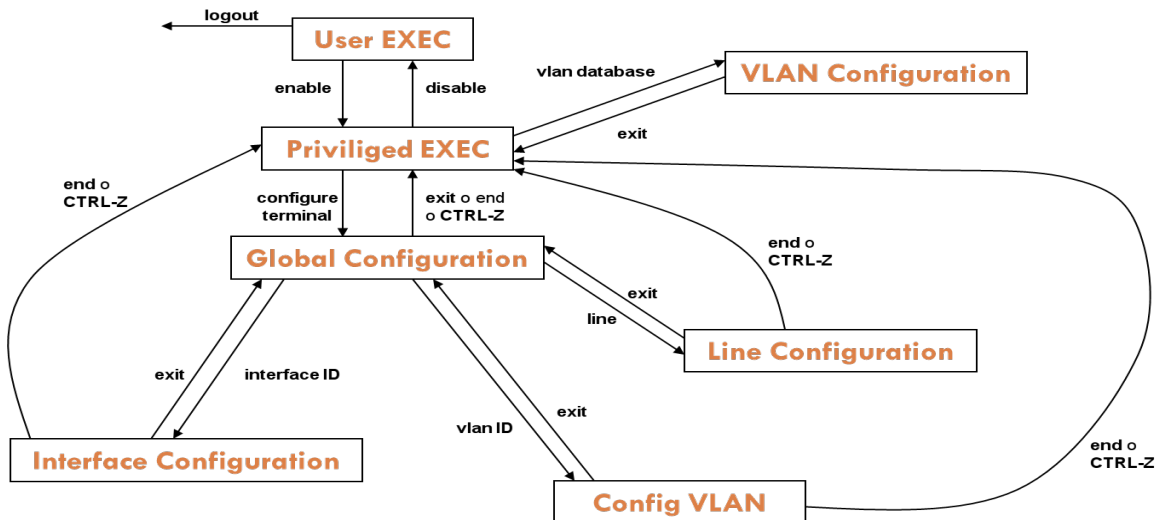 logout
User EXEC
enable
disable
vlan database
VLAN Configuration
exit
Priviliged EXEC
end o
CTRL-Z
configure
terminal
exit o end
o CTRL-Z
end o
CTRL-Z
Global Configuration
exit
line
Line Configuration
exit
interface ID
exit
vlan ID
Interface Configuration
end o
CTRL-Z
Config VLAN